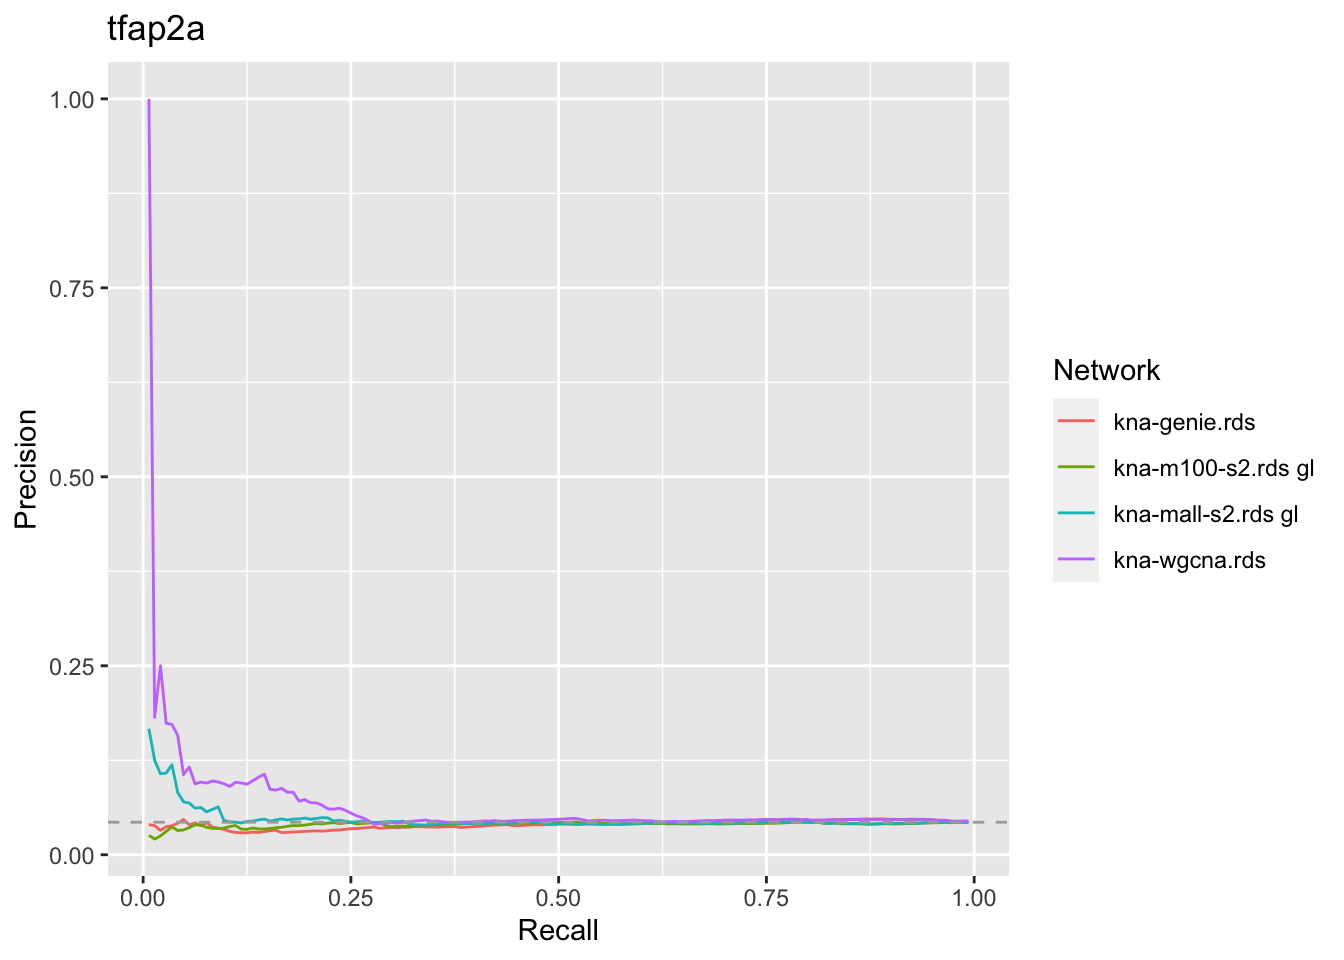 tfap2a
1.00
0.75
0.50
0.25
0.00
Precision
0.00 0.25 0.50 0.75 1.00
Recall
Network
kna-genie.rds
kna-m100-s2.rds gl
kna-mall-s2.rds gl
kna-wgcna.rds